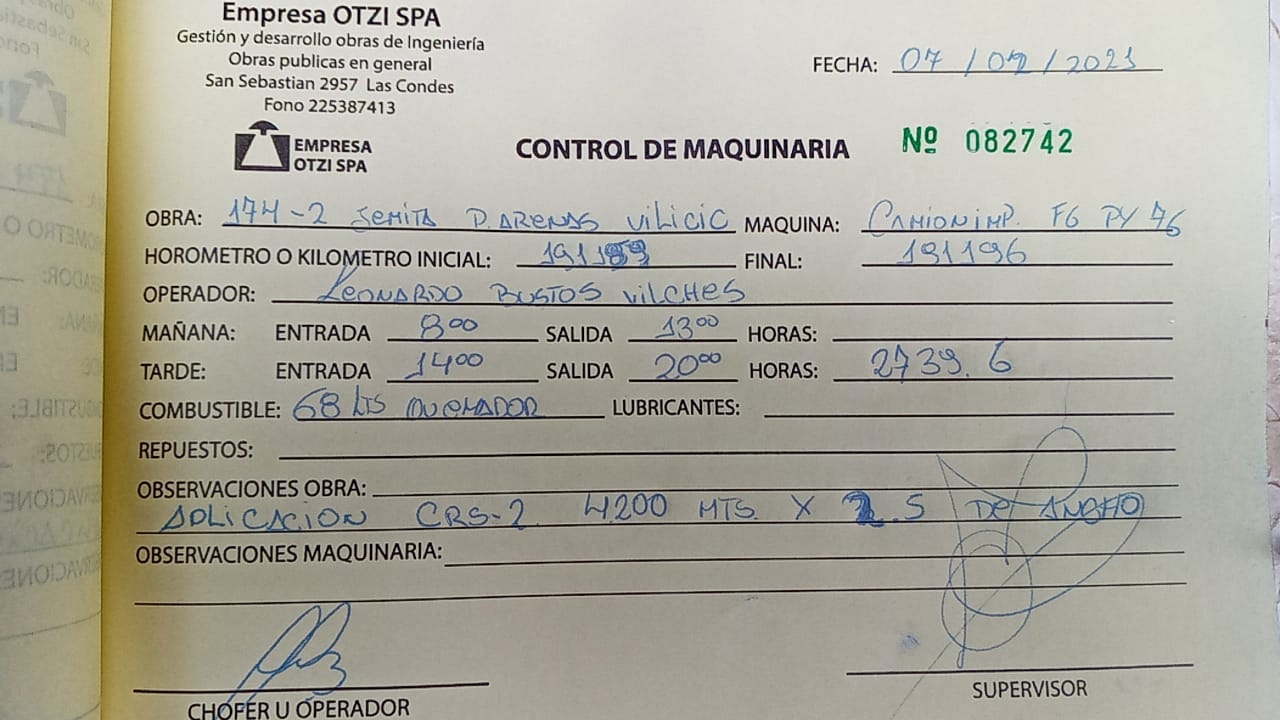 Empresa OTZI SPA
Gestión y desarrollo obras de Ingeniería
Obras publicas en general
San Sebastian 2957 Las Condes
Fono 225387413
FECHA: 07 / 02 / 2021
EMPRESA
OTZI SPA
CONTROL DE MAQUINARIA Nº 082742
OBRA: 174-2 SEMITA P. ARENAS VILICIC MAQUINA: CAMION IMP. FG PY 76
HOROMETRO O KILOMETRO INICIAL: FINAL: 191196
OPERADOR: LEONARDO BUSTOS VILCHES
MAÑANA: ENTRADA 8⁰⁰ SALIDA 13⁰⁰ HORAS:
TARDE: ENTRADA 14⁰⁰ SALIDA 20⁰⁰ HORAS: 2739.6
COMBUSTIBLE: 68 LTS QUEMADOR LUBRICANTES:
REPUESTOS:
OBSERVACIONES OBRA:
APLICACION CRS-2 4200 MTS. X 2.5 DE ANCHO
OBSERVACIONES MAQUINARIA:
CHOFER U OPERADOR
SUPERVISOR